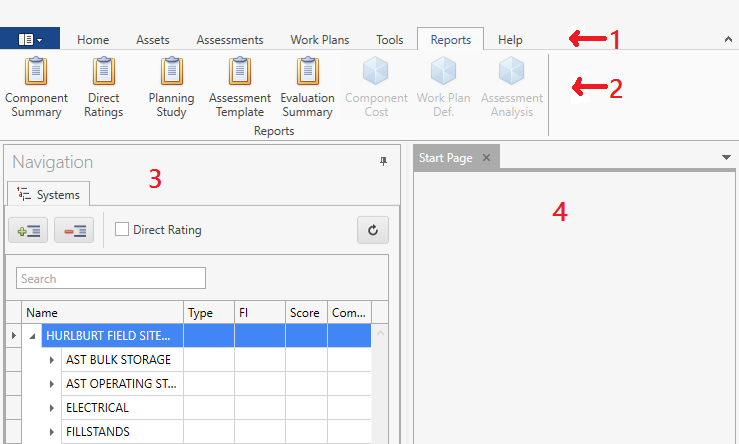 Home Assets Assessments Work Plans Tools Reports Help 1
Component Summary Direct Ratings Planning Study Assessment Template Evaluation Summary Component Cost Work Plan Def. Assessment Analysis 2
Reports
Navigation Start Page
3
Systems
4
Direct Rating
Search
Name Type FI Score Com...
HURLBURT FIELD SITE...
AST BULK STORAGE
AST OPERATING ST...
ELECTRICAL
FILLSTANDS